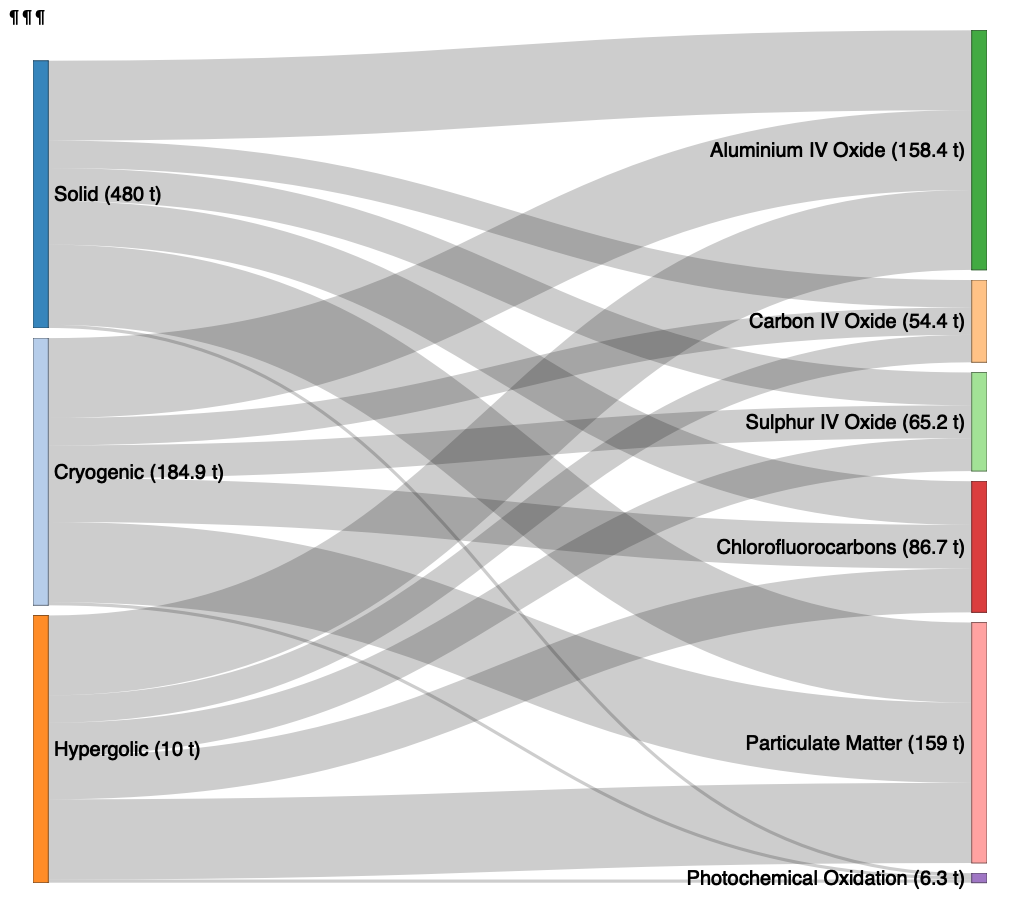 ¶¶¶
Solid (480 t)
Cryogenic (184.9 t)
Hypergolic (10 t)
Aluminium IV Oxide (158.4 t)
Carbon IV Oxide (54.4 t)
Sulphur IV Oxide (65.2 t)
Chlorofluorocarbons (86.7 t)
Particulate Matter (159 t)
Photochemical Oxidation (6.3 t)